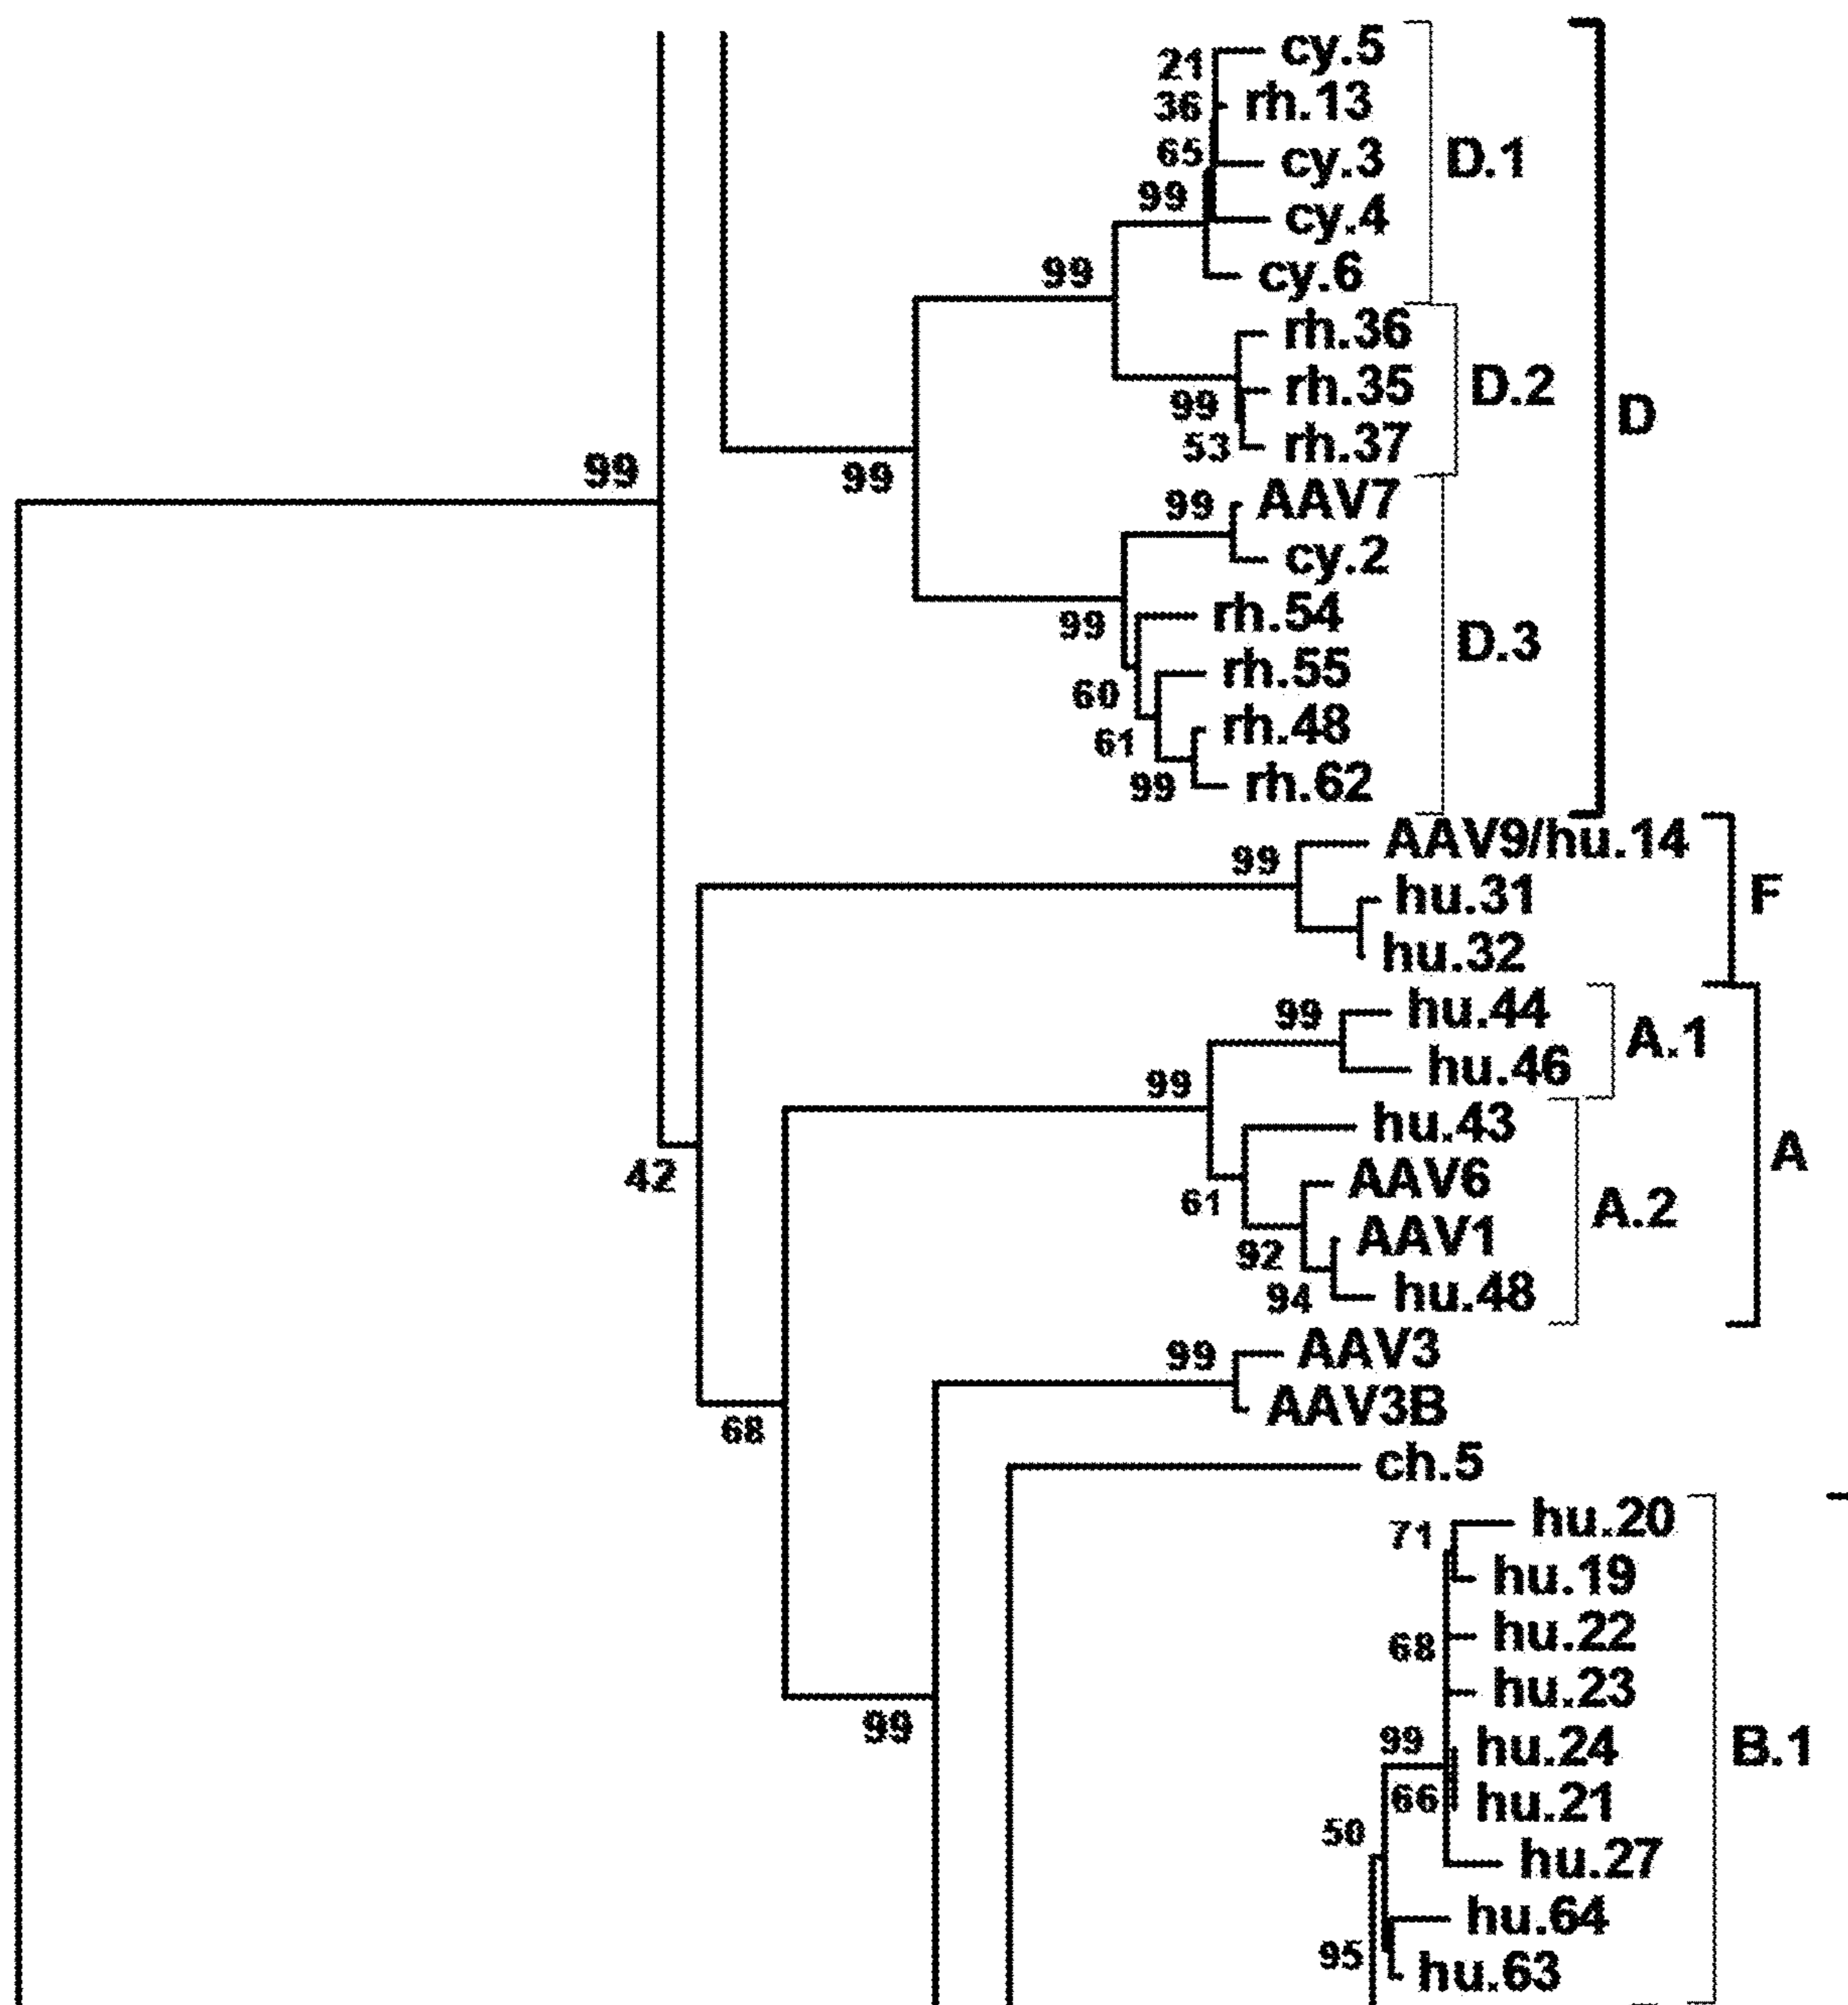 21 cy.5
36 rh.13
65 cy.3 D.1
99 cy.4
99 cy.6
rh.36
99 rh.35 D.2 D
53 rh.37
99 99 99 AAV7
cy.2
99 rh.54 D.3
60 rh.55
61 rh.48
99 rh.62
99 AAV9/hu.14
hu.31 F
hu.32
99 hu.44 A.1
99 hu.46
42 hu.43 A
61 AAV6 A.2
92 AAV1
94 hu.48
99 AAV3
68 AAV3B
ch.5
71 hu.20
hu.19
68 hu.22
hu.23
99 99 hu.24 B.1
66 hu.21
50 hu.27
hu.64
95 hu.63